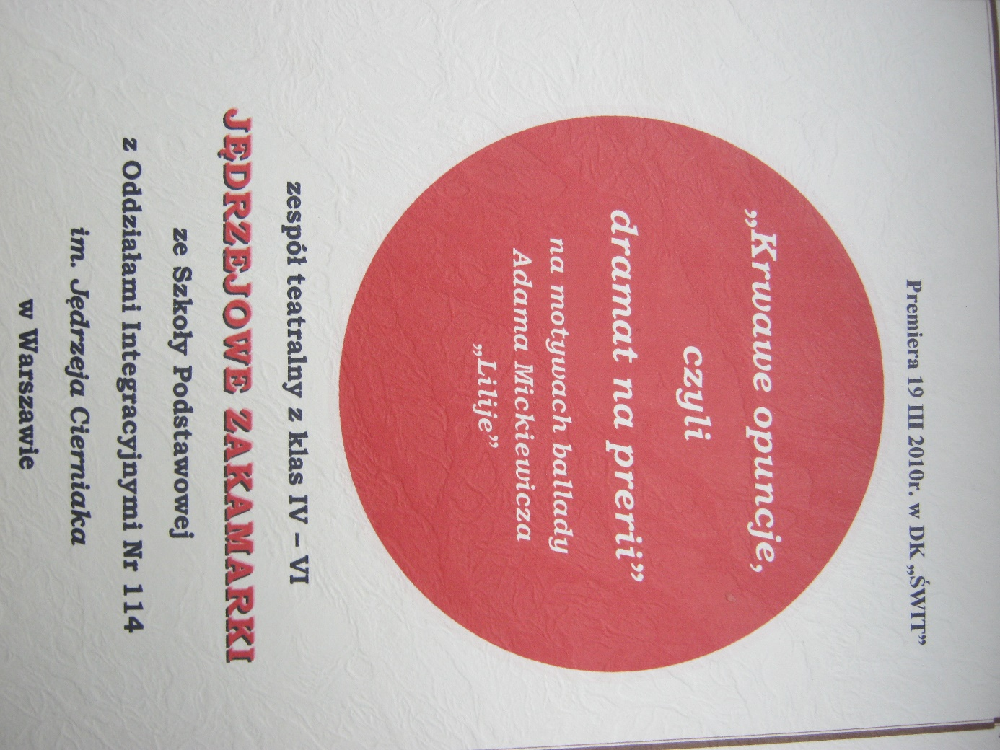 Premiera 19 III 2010r. w DK „ŚWIT”
„Krwawe opuncje,
czyli
dramat na prerii”
na motywach ballady
Adama Mickiewicza
„Lilije”
zespół teatralny z klas IV – VI
JĘDRZEJOWE ZAKAMARKI
ze Szkoły Podstawowej
z Oddziałami Integracyjnymi Nr 114
im. Jędrzeja Cierniaka
w Warszawie